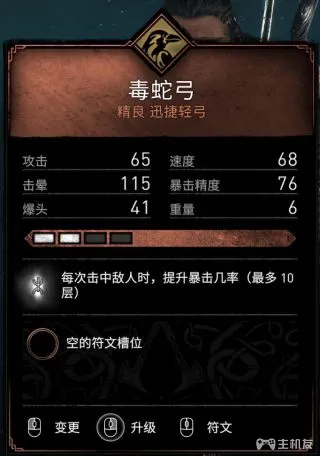 毒蛇弓
精良 迅捷轻弓
攻击 65 速度 68
击晕 115 暴击精度 76
爆头 41 重量 6
每次击中敌人时，提升暴击几率（最多 10
层）
空的符文槽位
变更 升级 符文
主机友